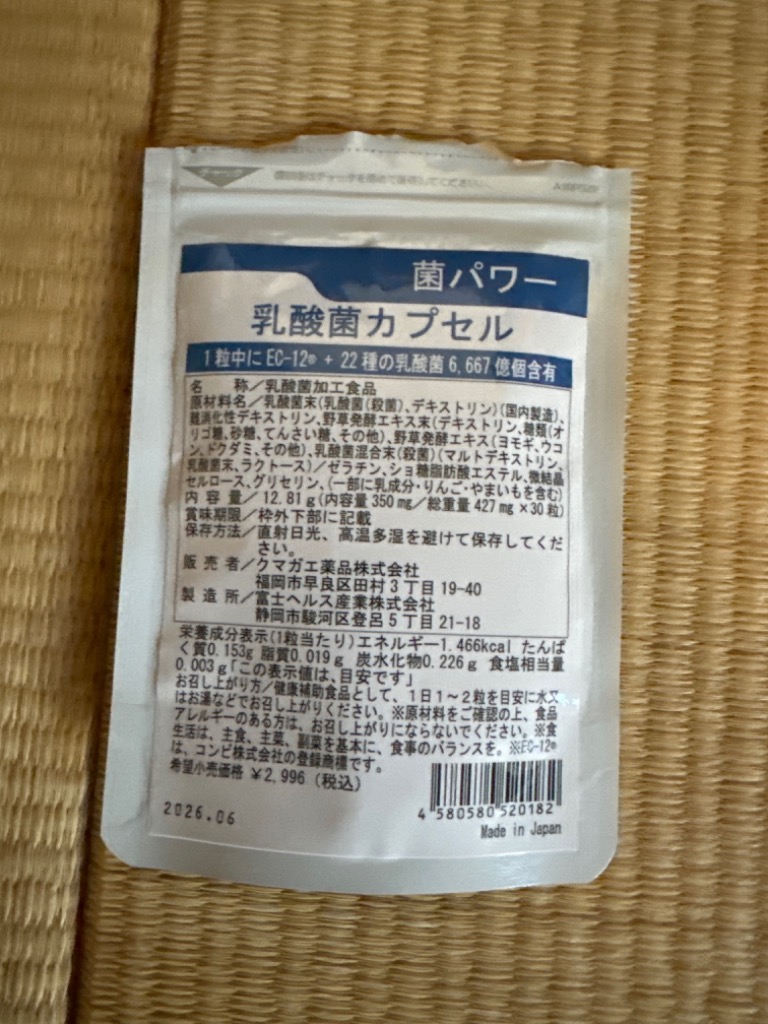 チャック
菌パワー
乳酸菌カプセル
1粒中に EC-12® + 22 種の乳酸菌 6,667 億個含有
名　　称／乳酸菌加工食品
原材料名／乳酸菌末(乳酸菌(殺菌)、デキストリン)(国内製造)、
難消化性デキストリン、野草発酵エキス末(デキストリン、糖類(オ
リゴ糖、砂糖、てんさい糖、その他)、野草発酵エキス(ヨモギ、ウコ
ン、ドクダミ、その他)、乳酸菌混合末(殺菌)(マルトデキストリン、
乳酸菌末、ラクトース)／ゼラチン、ショ糖脂肪酸エステル、微結晶
セルロース、グリセリン、(一部に乳成分・りんご・やまいもを含む)
内 容 量／12.81g(内容量 350㎎／総重量 427㎎×30粒)
賞味期限／枠外下部に記載
保存方法／直射日光、高温多湿を避けて保存してくだ
さい。
販 売 者／クマガエ薬品株式会社
福岡市早良区田村 3 丁目 19-40
製 造 所／富士ヘルス産業株式会社
静岡市駿河区登呂 5 丁目 21-18
栄養成分表示(1粒当たり)エネルギー1.466kcal たんぱ
く質0.153g 脂質0.019g 炭水化物0.226g 食塩相当量
0.003g「この表示値は、目安です」
お召し上がり方／健康補助食品として、1日1～2粒を目安に水又
はお湯などでお召し上がりください。※原材料をご確認の上、食品
アレルギーのある方は、お召し上がりにならないでください。※食
生活は、主食、主菜、副菜を基本に、食事のバランスを。※EC-12®
は、コンビ株式会社の登録商標です。
希望小売価格 ￥2,996 (税込)
2026.06
4 580580 520182
Made in Japan